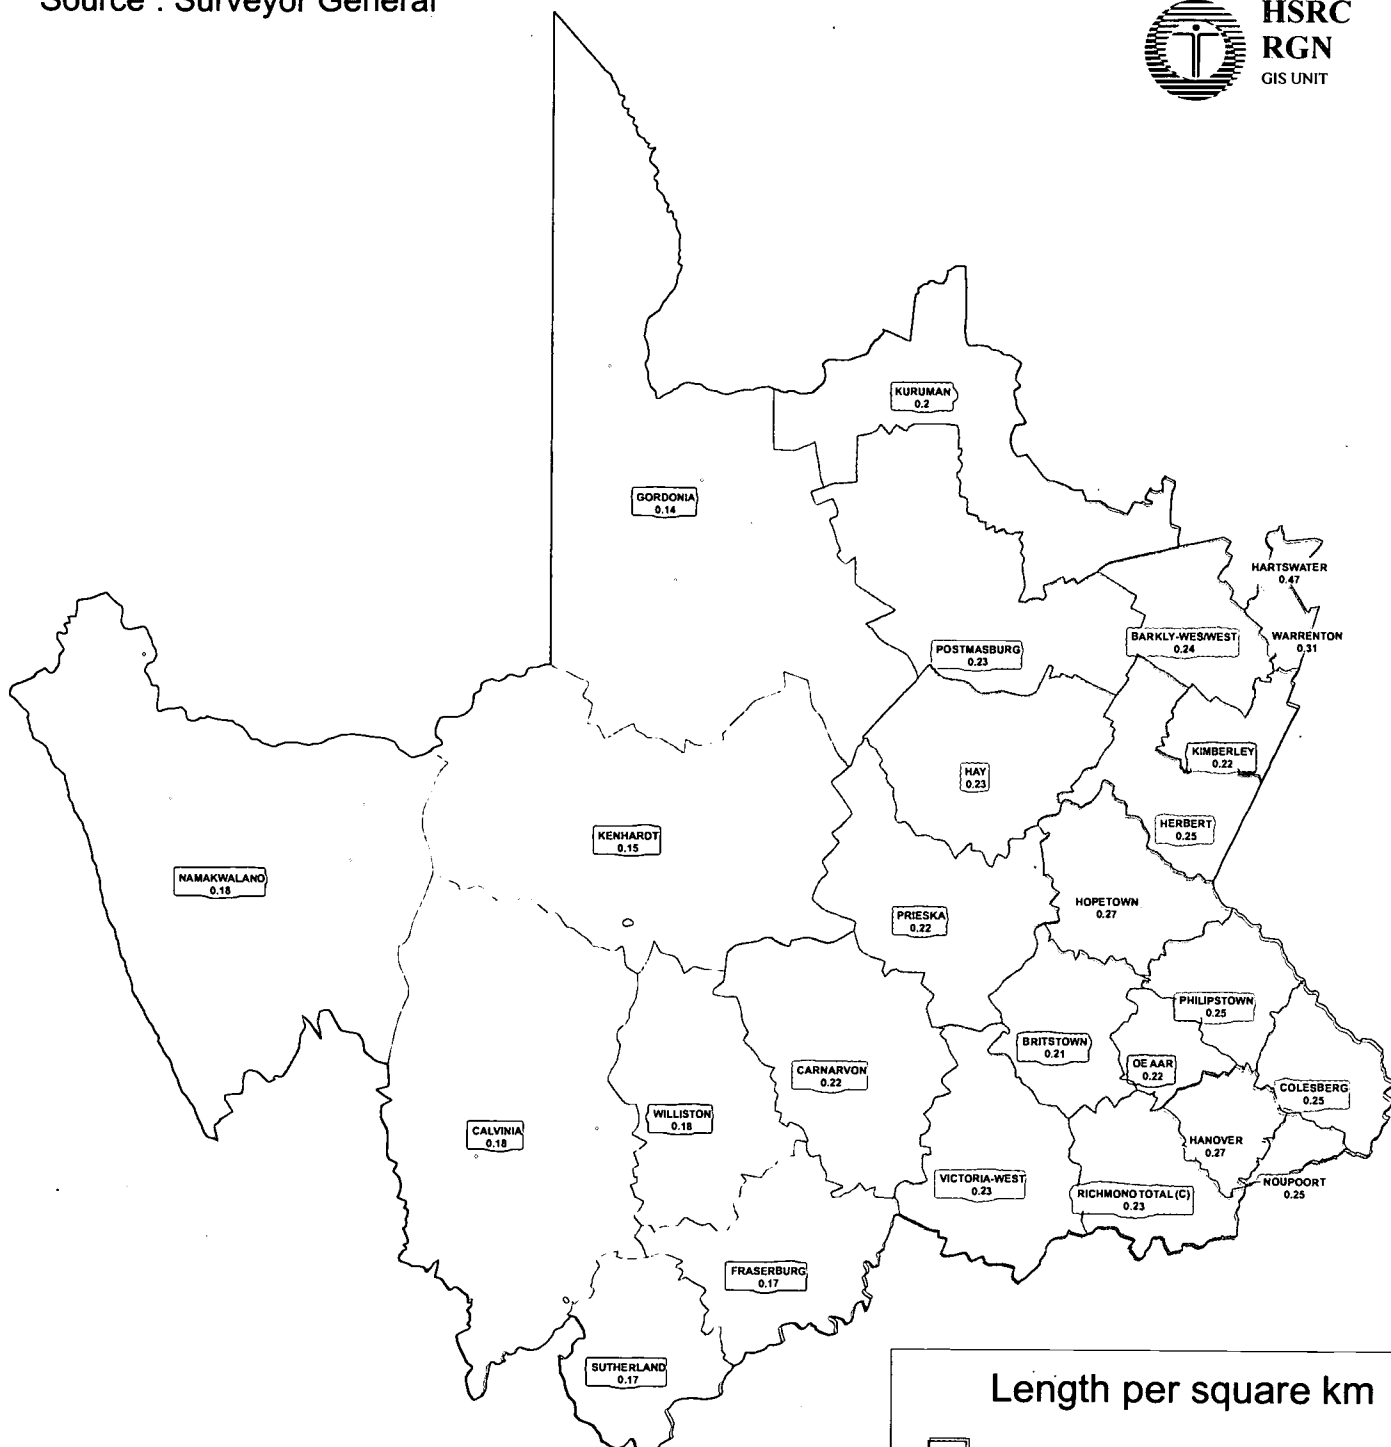 Source : Surveyor General
HSRC
RGN
GIS UNIT
KURUMAN
0.2
GORDONIA
0.14
HARTSWATER
0.47
BARKLY-WES/WEST
0.24
WARRENTON
0.31
POSTMASBURG
0.23
KIMBERLEY
0.22
HAY
0.23
HERBERT
0.25
KENHARDT
0.15
NAMAKWALANO
0.18
HOPETOWN
0.27
PRIESKA
0.22
PHILIPSTOWN
0.25
BRITSTOWN
0.21
OE AAR
0.22
CARNARVON
0.22
COLESBERG
0.25
WILLISTON
0.18
CALVINIA
0.18
HANOVER
0.27
VICTORIA-WEST
0.23
NOUPOORT
0.25
RICHMONO TOTAL (C)
0.23
FRASERBURG
0.17
SUTHERLAND
0.17
Length per square km